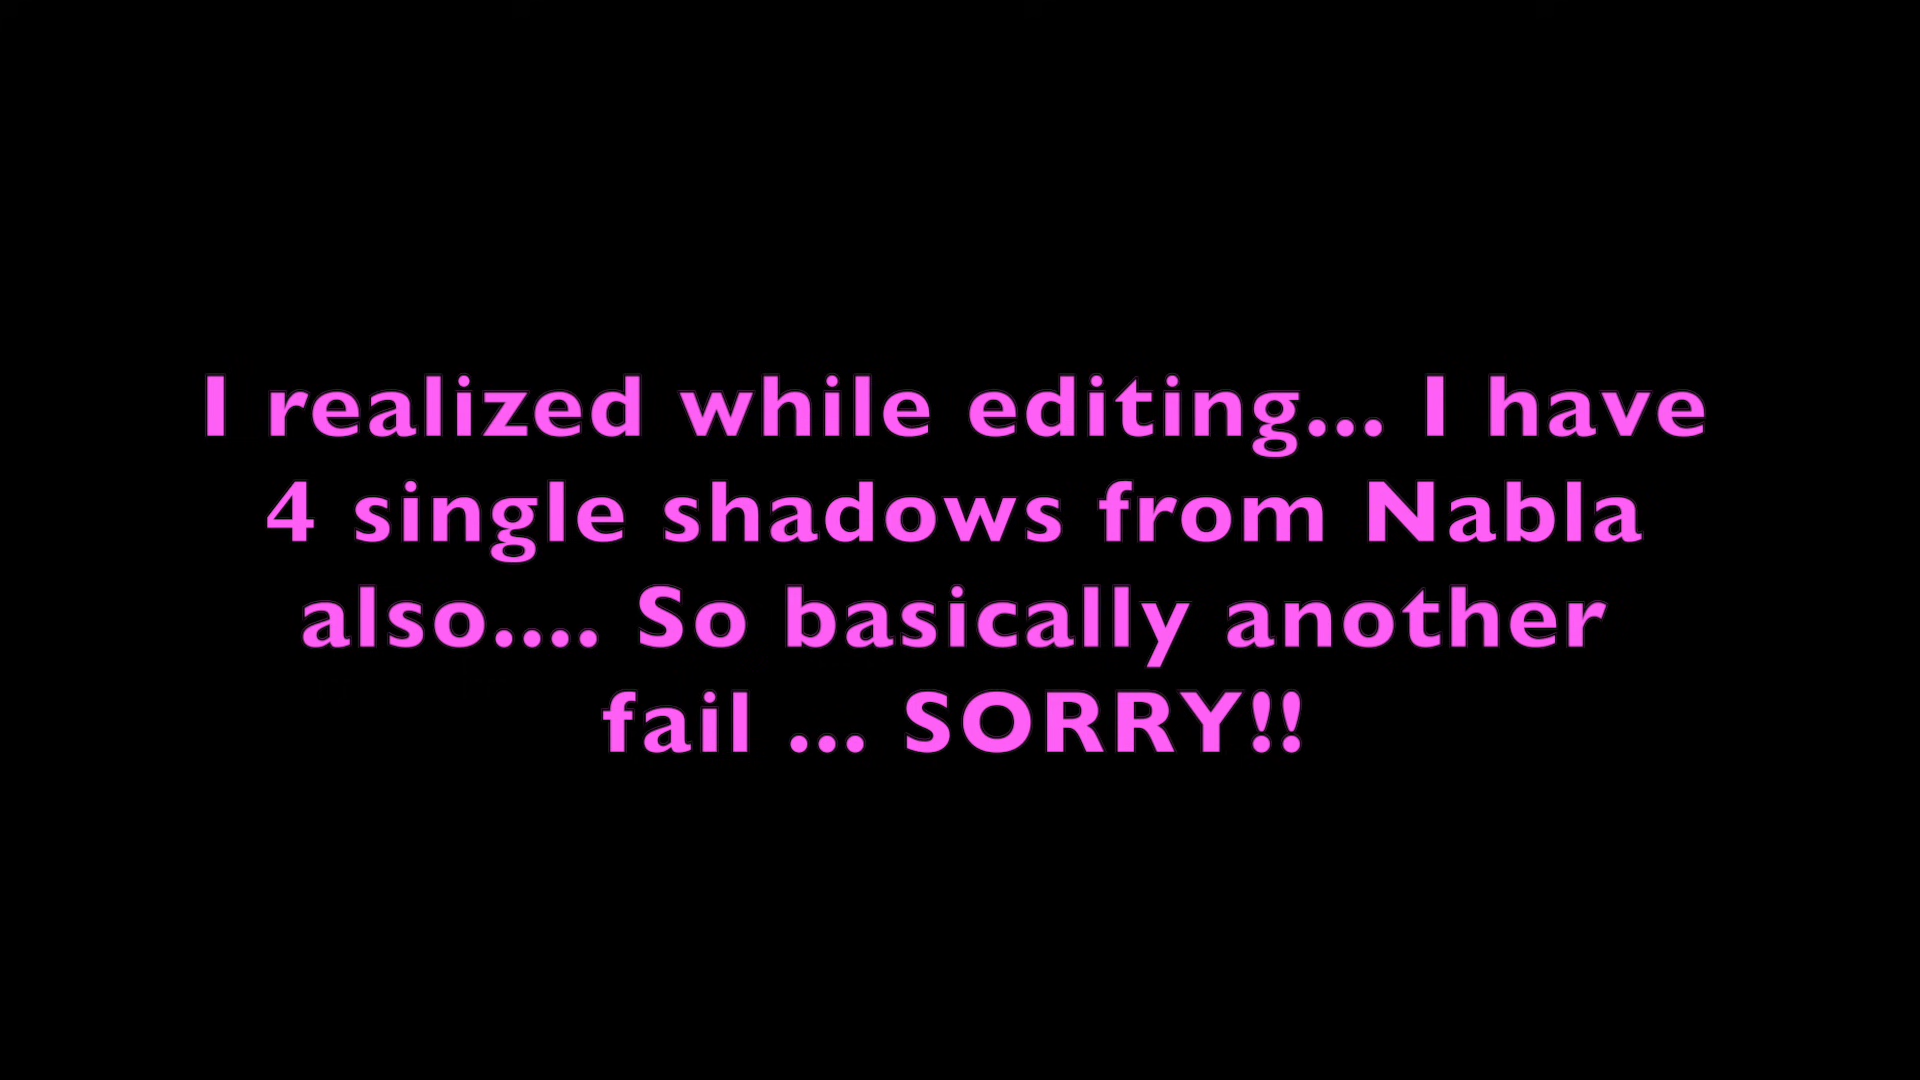 I realized while editing... I have
4 single shadows from Nabla
also.... So basically another
fail ... SORRY!!